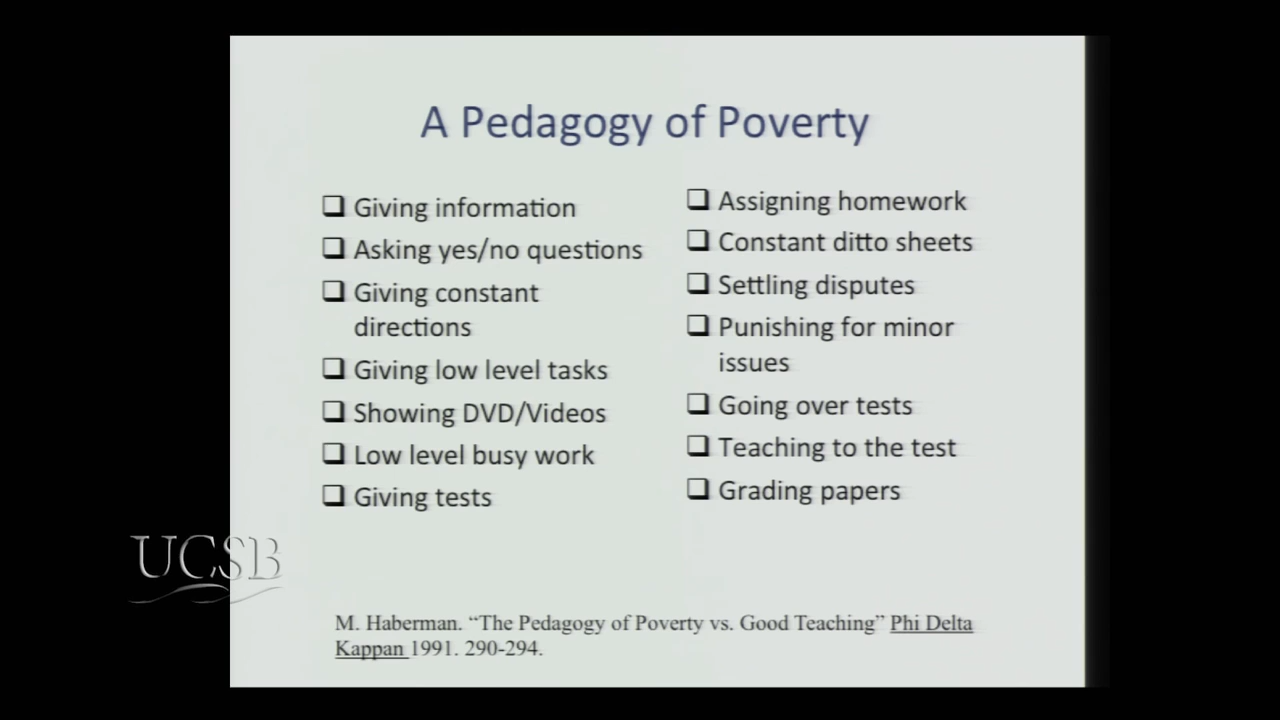 A Pedagogy of Poverty
❑ Giving information
❑ Asking yes/no questions
❑ Giving constant
directions
❑ Giving low level tasks
❑ Showing DVD/Videos
❑ Low level busy work
❑ Giving tests
❑ Assigning homework
❑ Constant ditto sheets
❑ Settling disputes
❑ Punishing for minor
issues
❑ Going over tests
❑ Teaching to the test
❑ Grading papers
UCSB
M. Haberman. “The Pedagogy of Poverty vs. Good Teaching” Phi Delta
Kappan 1991. 290-294.